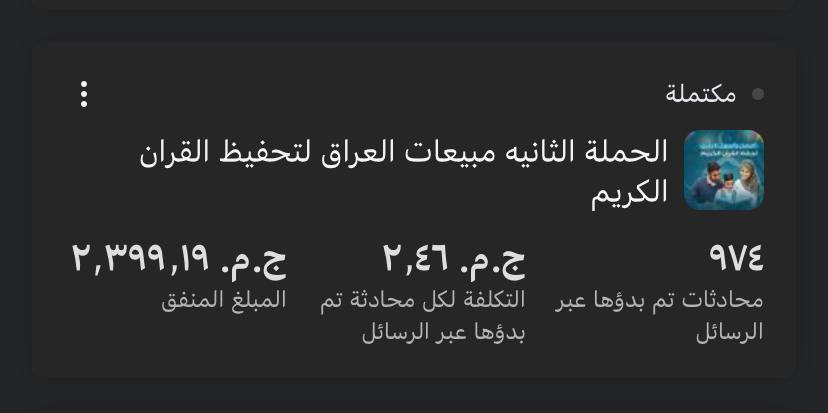 مكتملة
الحملة الثانيه مبيعات العراق لتحفيظ القران
الكريم
٩٧٤
محادثات تم بدؤها عبر
الرسائل
ج.م. ٢,٤٦
التكلفة لكل محادثة تم
بدؤها عبر الرسائل
ج.م. ٢,٣٩٩,١٩
المبلغ المنفق